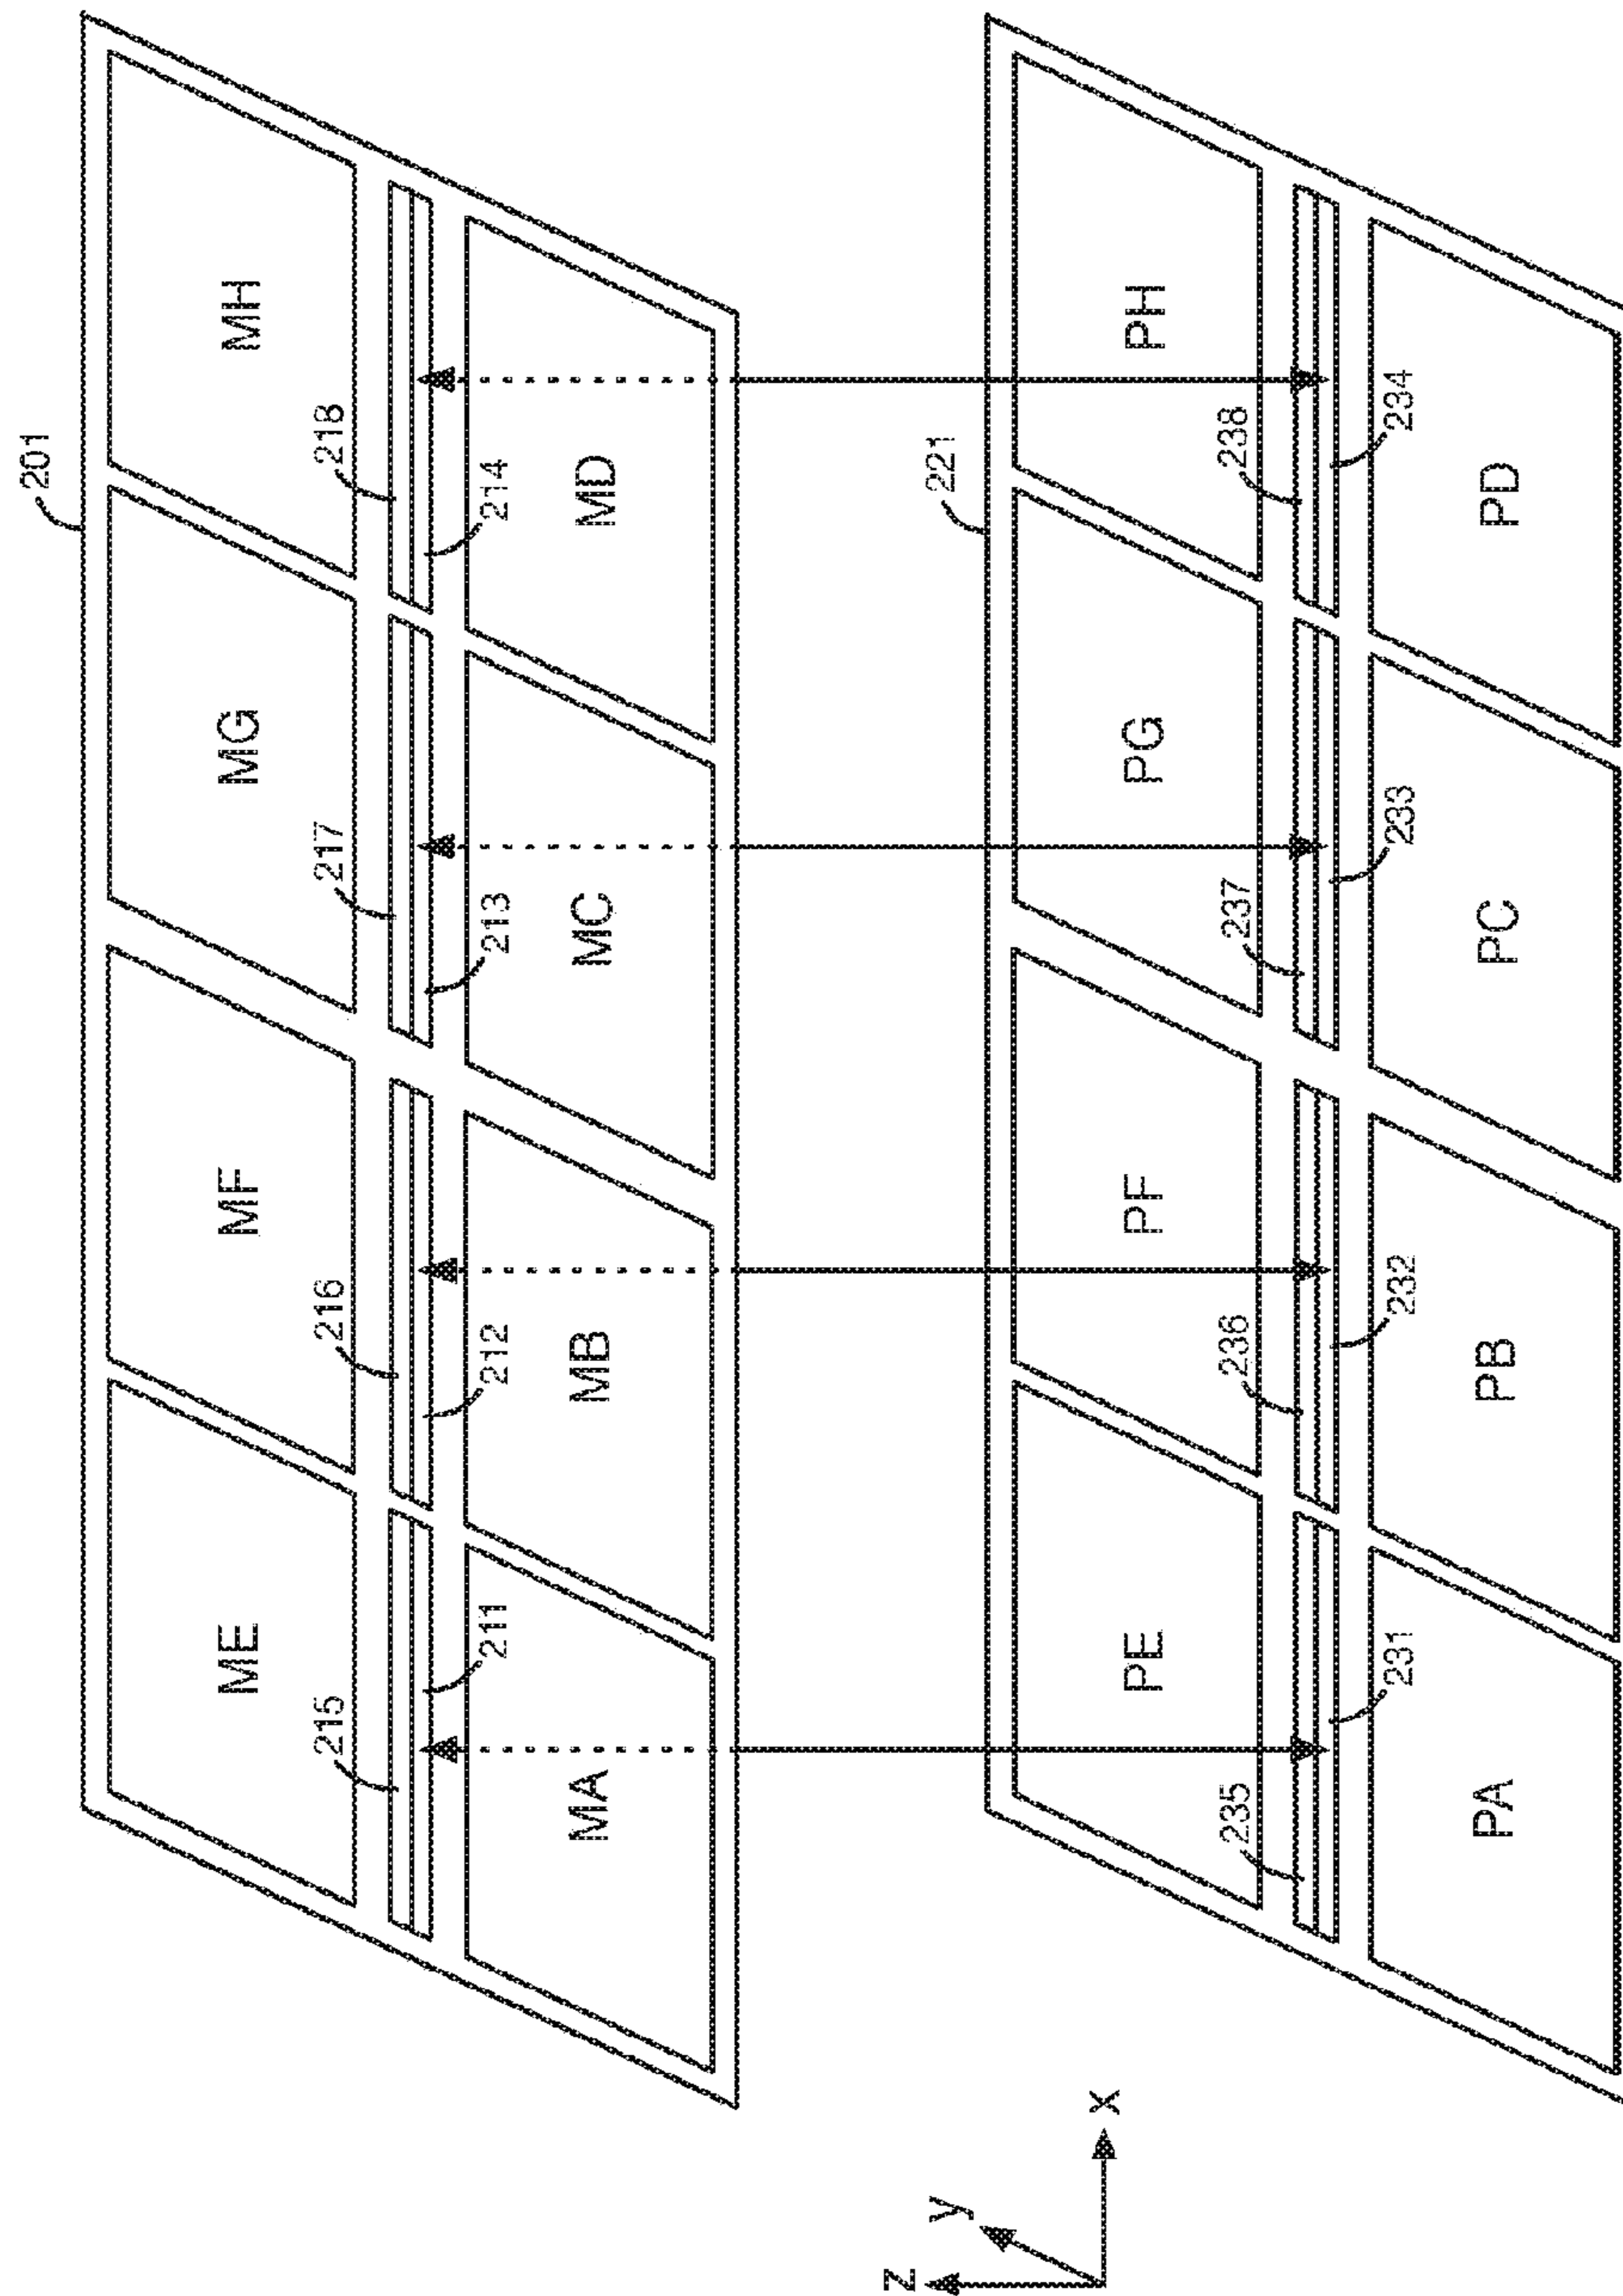 201
ME MF MG MH
215 216 217 218
211 212 213 214
MA MB MC MD
z
221
y
x
PE PF PG PH
235 236 237 238
231 232 233 234
PA PB PC PD